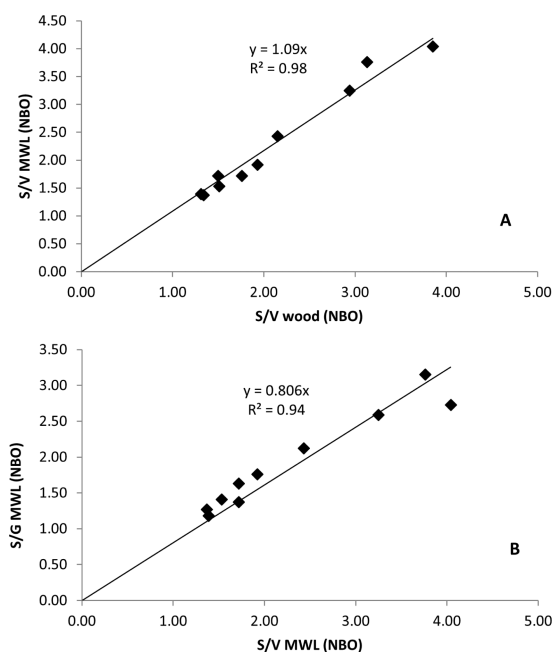 4.50
4.00
3.50
3.00
2.50
2.00
1.50
1.00
0.50
0.00
S/V MWL (NBO)
y = 1.09x
R² = 0.98
A
0.00 1.00 2.00 3.00 4.00 5.00
S/V wood (NBO)
3.50
3.00
2.50
2.00
1.50
1.00
0.50
0.00
S/G MWL (NBO)
y = 0.806x
R² = 0.94
B
0.00 1.00 2.00 3.00 4.00 5.00
S/V MWL (NBO)